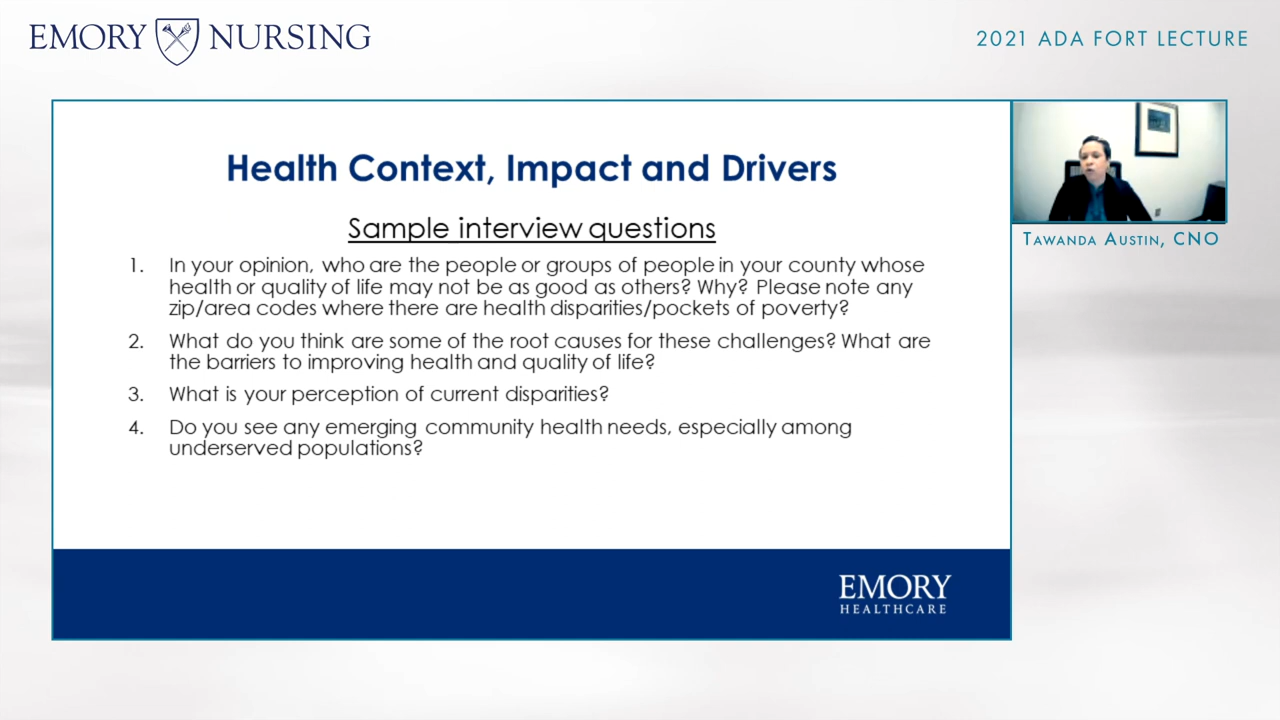 EMORY NURSING
2021 ADA FORT LECTURE
Health Context, Impact and Drivers
Sample interview questions
1. In your opinion, who are the people or groups of people in your county whose
health or quality of life may not be as good as others? Why? Please note any
zip/area codes where there are health disparities/pockets of poverty?
2. What do you think are some of the root causes for these challenges? What are
the barriers to improving health and quality of life?
3. What is your perception of current disparities?
4. Do you see any emerging community health needs, especially among
underserved populations?
TAWANDA AUSTIN, CNO
EMORY
HEALTHCARE